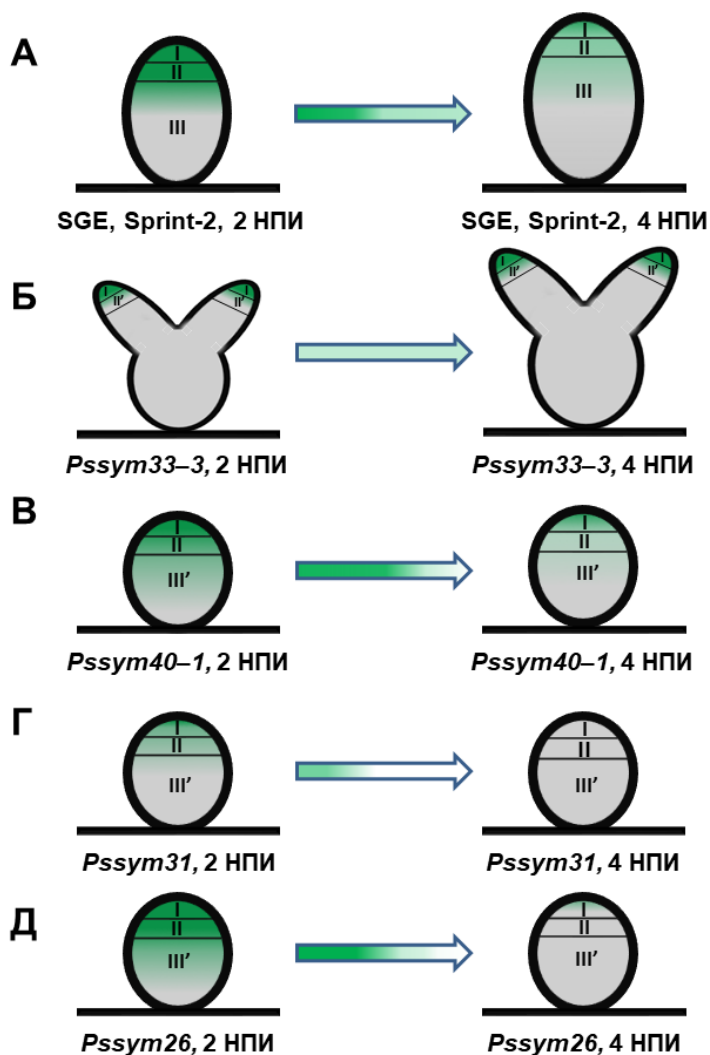 А
I
II
III
I
II
III
SGE, Sprint-2, 2 НПИ
SGE, Sprint-2, 4 НПИ
Б
I
II’
I
II’
I
II’
I
II’
Pssym33–3, 2 НПИ
Pssym33–3, 4 НПИ
В
I
II
III’
I
II
III’
Pssym40–1, 2 НПИ
Pssym40–1, 4 НПИ
Г
I
II
III’
I
II
III’
Pssym31, 2 НПИ
Pssym31, 4 НПИ
Д
I
II
III’
I
II
III’
Pssym26, 2 НПИ
Pssym26, 4 НПИ